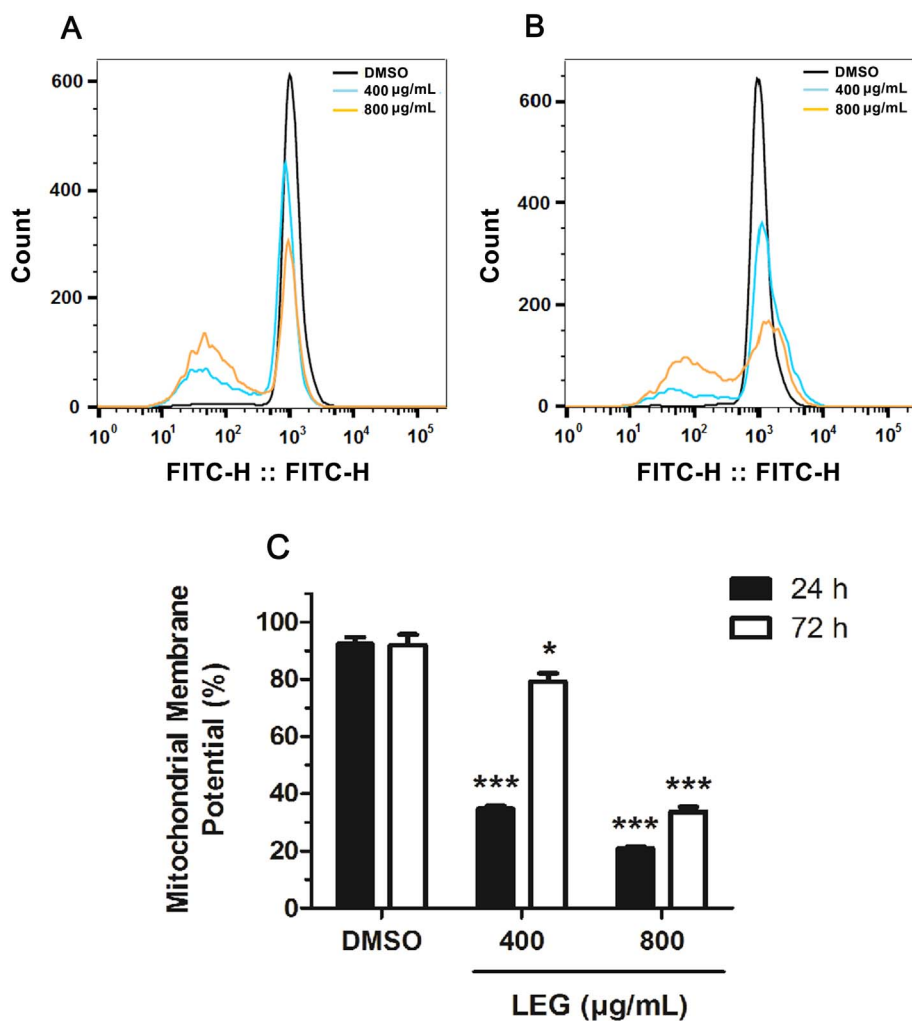 A
DMSO
400 µg/mL
800 µg/mL
600
400
200
0
Count
10⁰ 10¹ 10² 10³ 10⁴ 10⁵
FITC-H :: FITC-H
B
DMSO
400 µg/mL
800 µg/mL
600
400
200
0
Count
10⁰ 10¹ 10² 10³ 10⁴ 10⁵
FITC-H :: FITC-H
C
24 h
72 h
Mitochondrial Membrane
Potential (%)
100
80
60
40
20
0
*
***
***
***
DMSO 400 800
LEG (µg/mL)